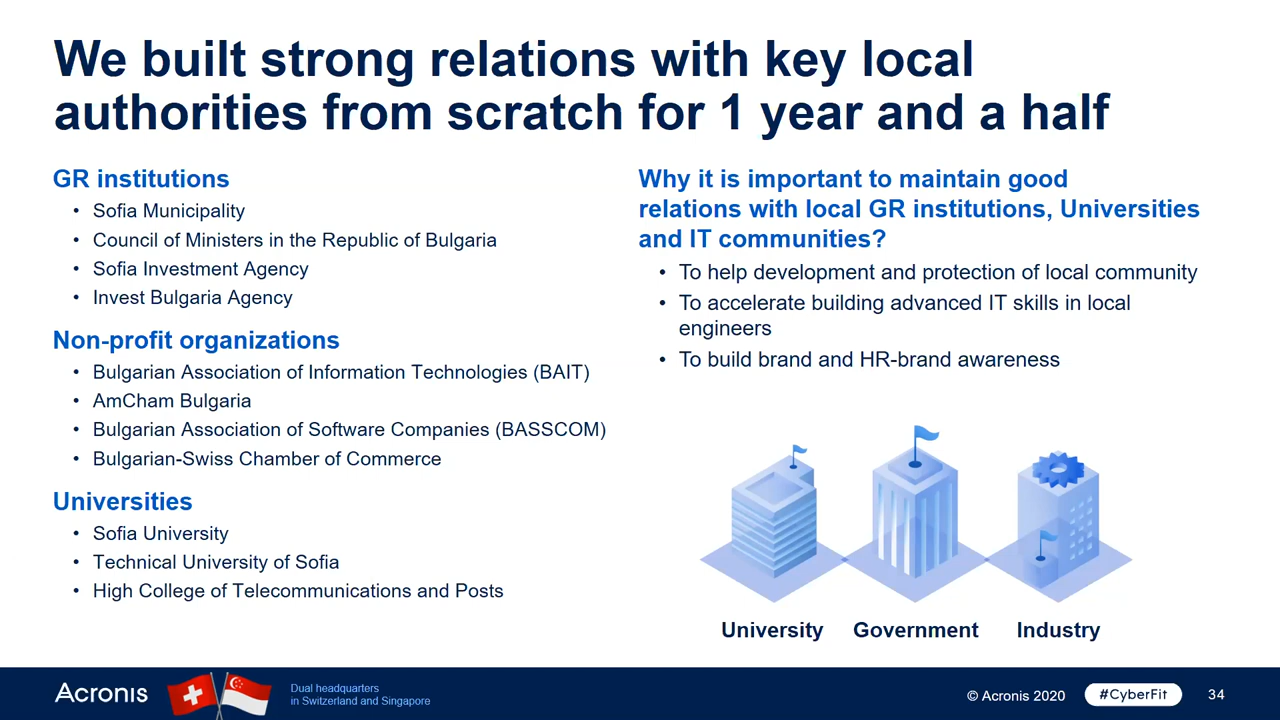 We built strong relations with key local
authorities from scratch for 1 year and a half
GR institutions
• Sofia Municipality
• Council of Ministers in the Republic of Bulgaria
• Sofia Investment Agency
• Invest Bulgaria Agency
Non-profit organizations
• Bulgarian Association of Information Technologies (BAIT)
• AmCham Bulgaria
• Bulgarian Association of Software Companies (BASSCOM)
• Bulgarian-Swiss Chamber of Commerce
Universities
• Sofia University
• Technical University of Sofia
• High College of Telecommunications and Posts
Why it is important to maintain good
relations with local GR institutions, Universities
and IT communities?
• To help development and protection of local community
• To accelerate building advanced IT skills in local
engineers
• To build brand and HR-brand awareness
University
Government
Industry
Acronis
Dual headquarters
in Switzerland and Singapore
© Acronis 2020
#CyberFit
34